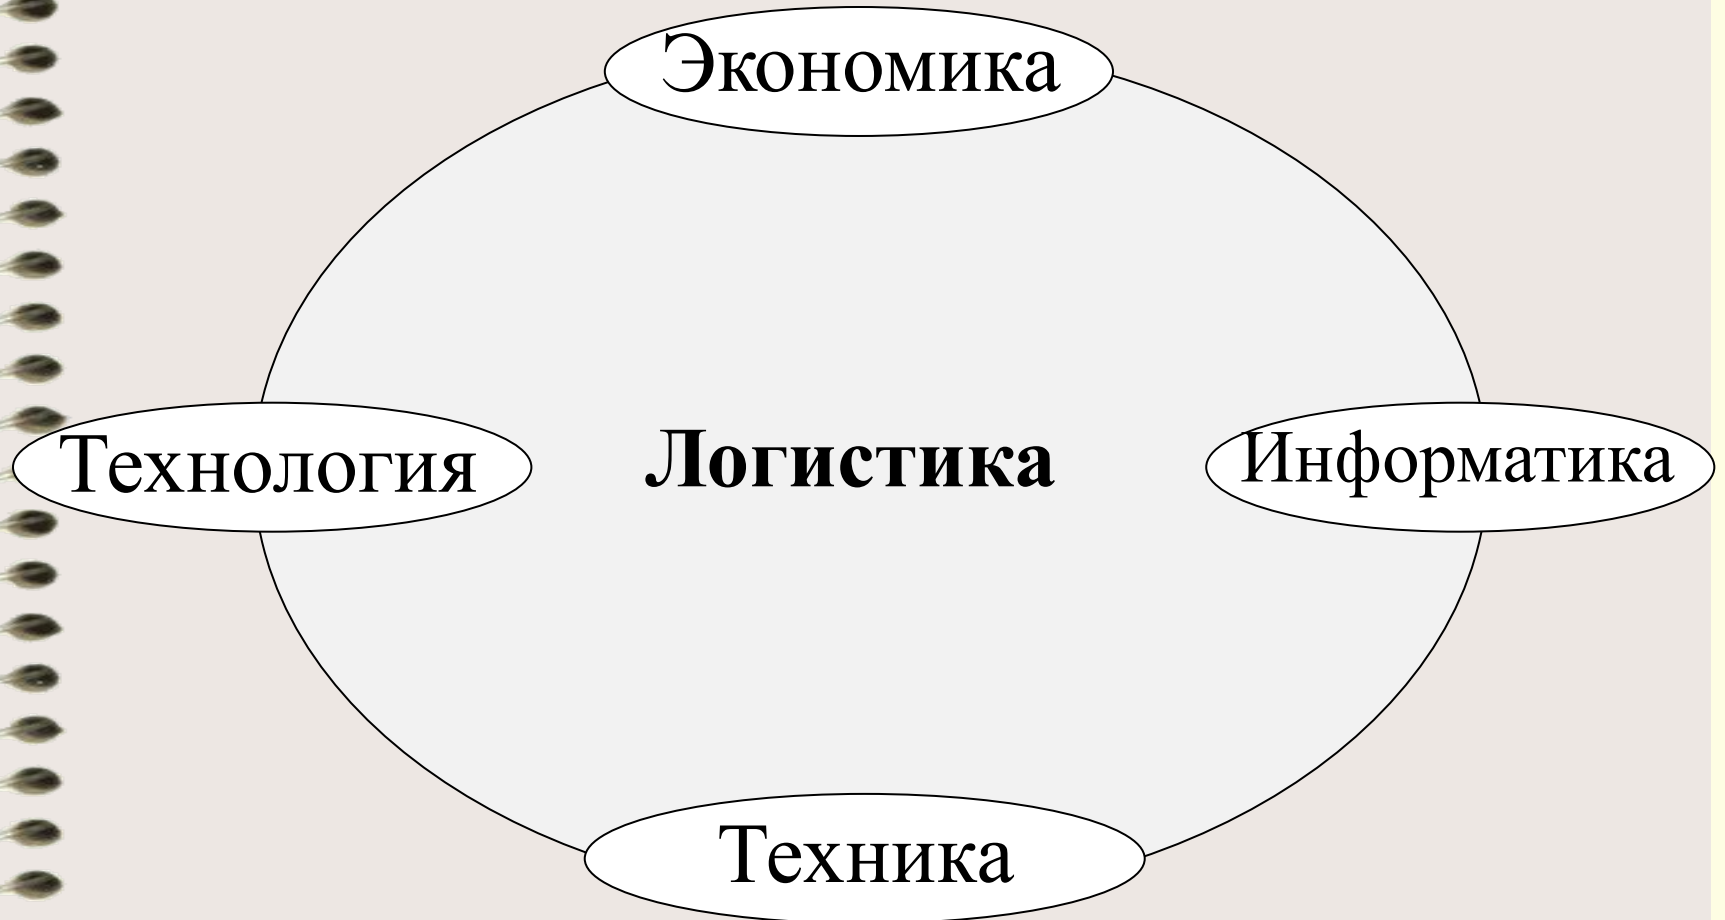 Экономика
Технология
Логистика
Информатика
Техника